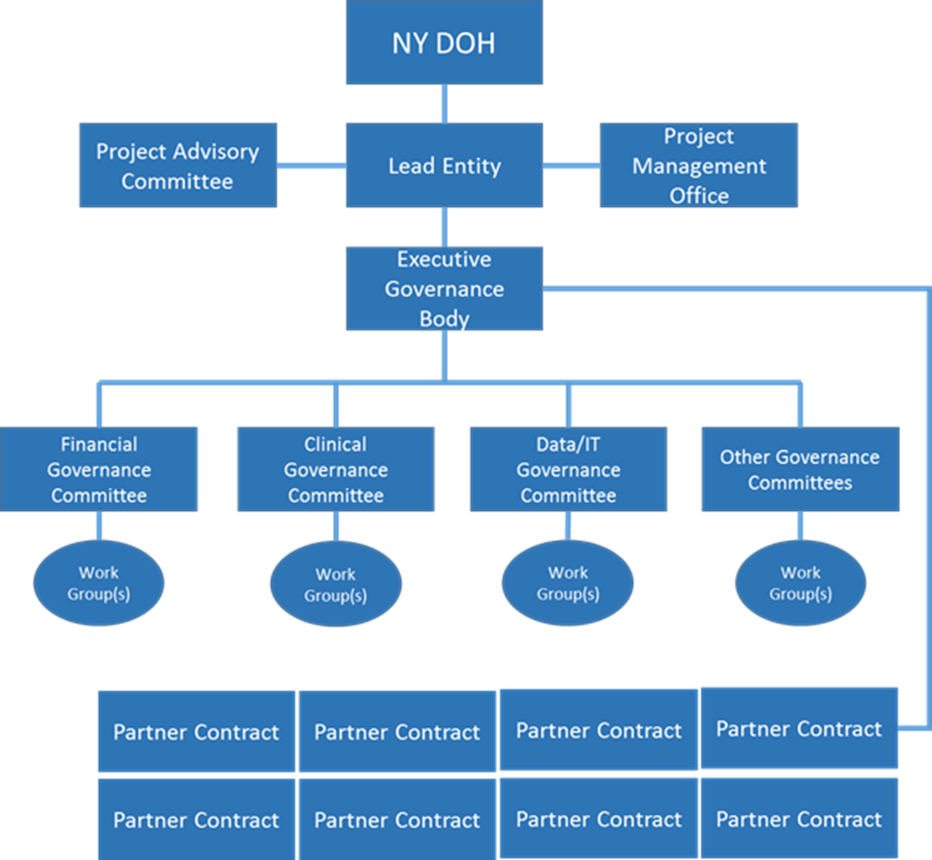 NY DOH
Project Advisory
Committee
Lead Entity
Project
Management
Office
Executive
Governance
Body
Financial
Governance
Committee
Clinical
Governance
Committee
Data/IT
Governance
Committee
Other Governance
Committees
Work
Group(s)
Work
Group(s)
Work
Group(s)
Work
Group(s)
Partner Contract
Partner Contract
Partner Contract
Partner Contract
Partner Contract
Partner Contract
Partner Contract
Partner Contract